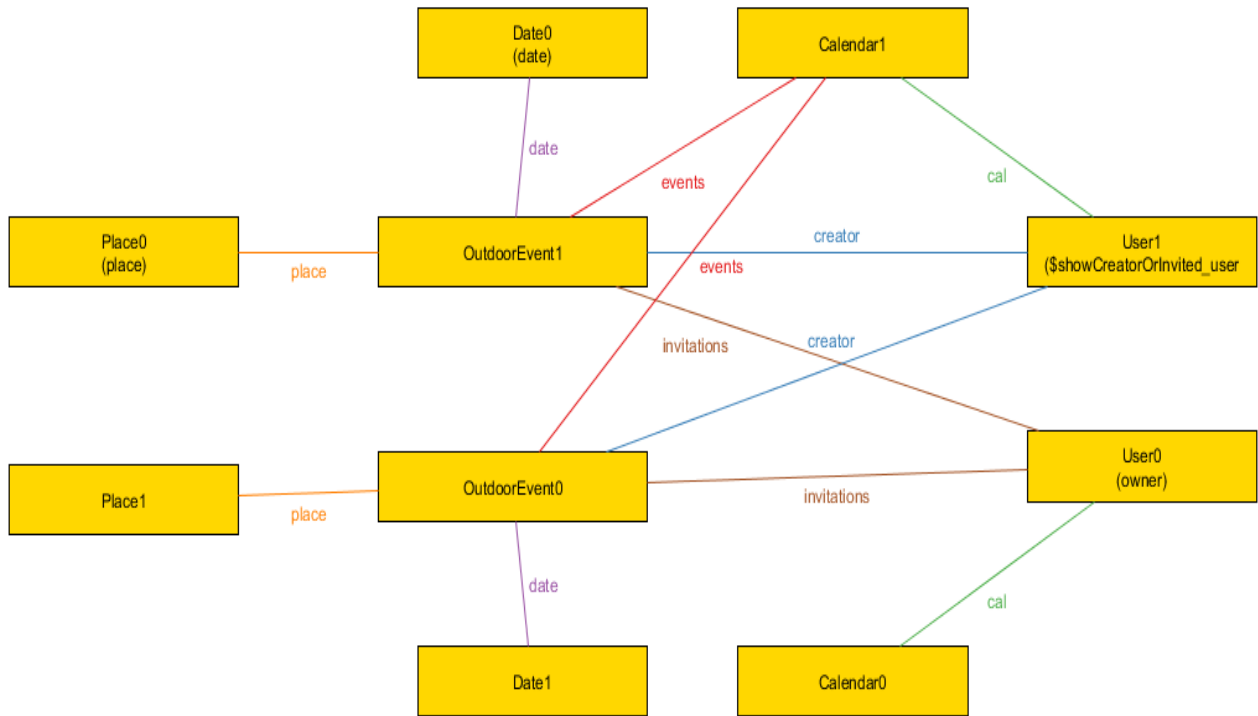 Date0
(date)
Calendar1
date
events
cal
Place0
(place)
place
OutdoorEvent1
creator
events
User1
($showCreatorOrInvited_user
invitations
creator
Place1
place
OutdoorEvent0
invitations
User0
(owner)
date
cal
Date1
Calendar0